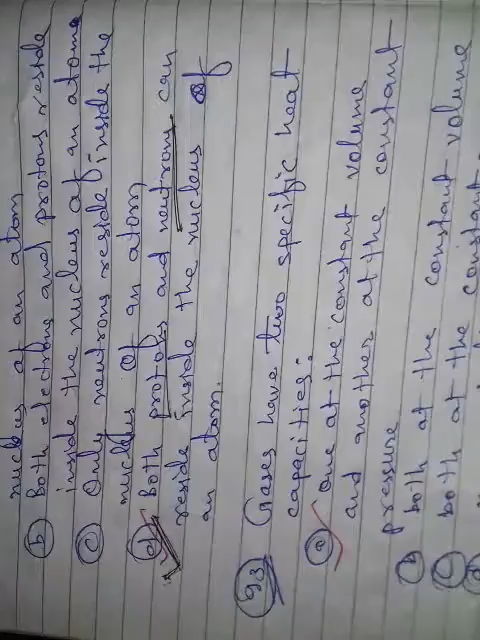 nucleus of an atom
(b) both electrons and protons reside
inside the nucleus of an atom
(c) Only neutrons reside inside the
nucleus of an atom
(d) both protons and neutrons can
reside inside the nucleus of
an atom.
(93) Gases have two specific heat
capacities:
(a) one at the constant volume
and another at the constant
pressure
(b) both at the constant volume
(c) both at the constant